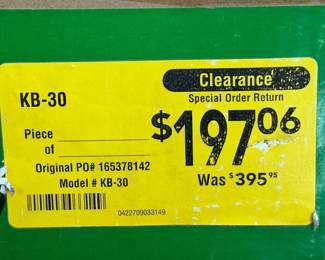 Clearance
KB-30
Special Order Return
Piece
$197.06
of
Original PO# 165378142
Model # KB-30
Was $395.95
0422709033149